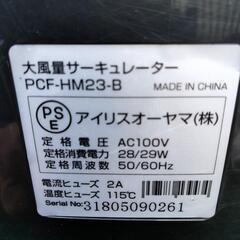 大風量サーキュレーター
PCF-HM23-B MADE IN CHINA
PSE アイリスオーヤマ(株)
定格電圧 AC100V
定格消費電力 28/29W
定格周波数 50/60Hz
電流ヒューズ 2A
温度ヒューズ 115℃
Serial No:31805090261